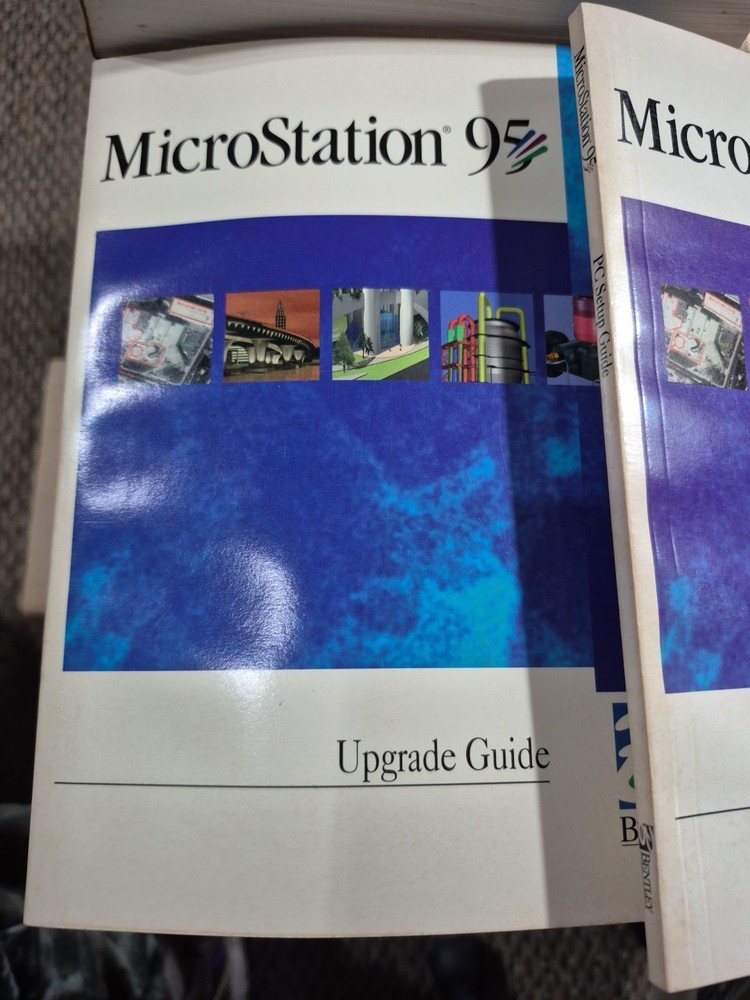 MicroStation® 95
Upgrade Guide
MicroStation 95
PC Setup Guide
BENTLEY
Micro
B